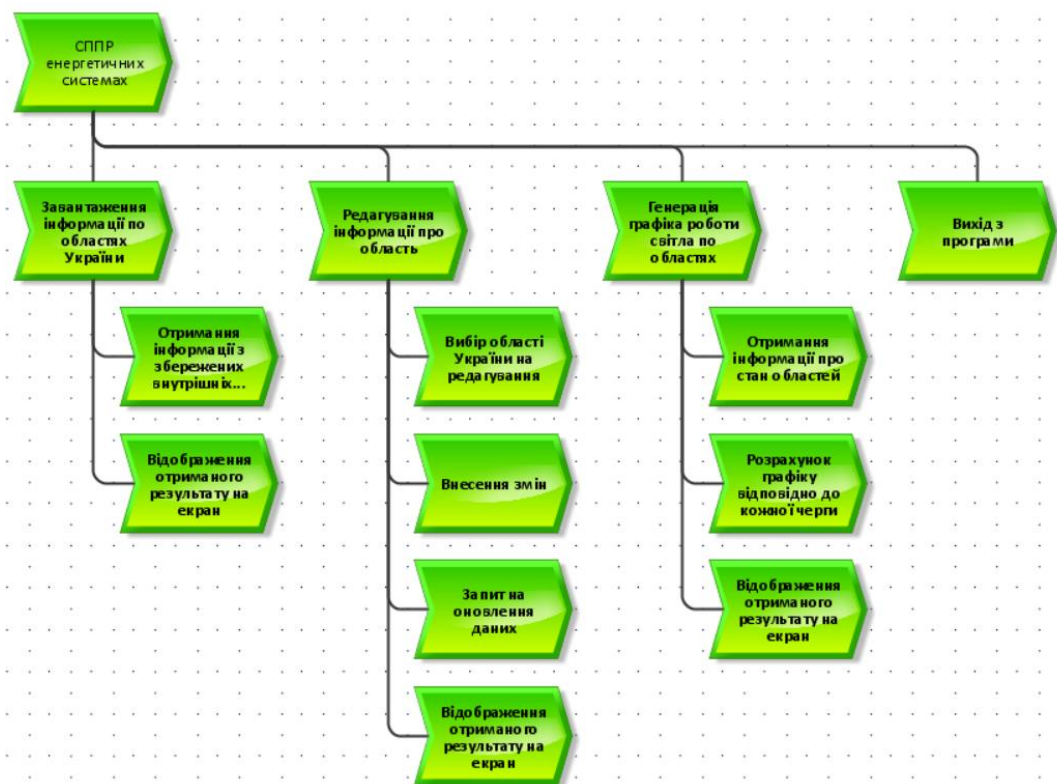 СППР
енергетичних
системах
Завантаження
інформації по
областях
України
Редагування
інформації про
область
Генерація
графіка роботи
світла по
областях
Вихід з
програми
Отримання
інформації з
збережених
внутрішніх...
Вибір області
України на
редагування
Отримання
інформації про
стан областей
Відображення
отриманого
результату на
екран
Внесення змін
Розрахунок
графіку
відповідно до
кожної черги
Запит на
оновлення
даних
Відображення
отриманого
результату на
екран
Відображення
отриманого
результату на
екран